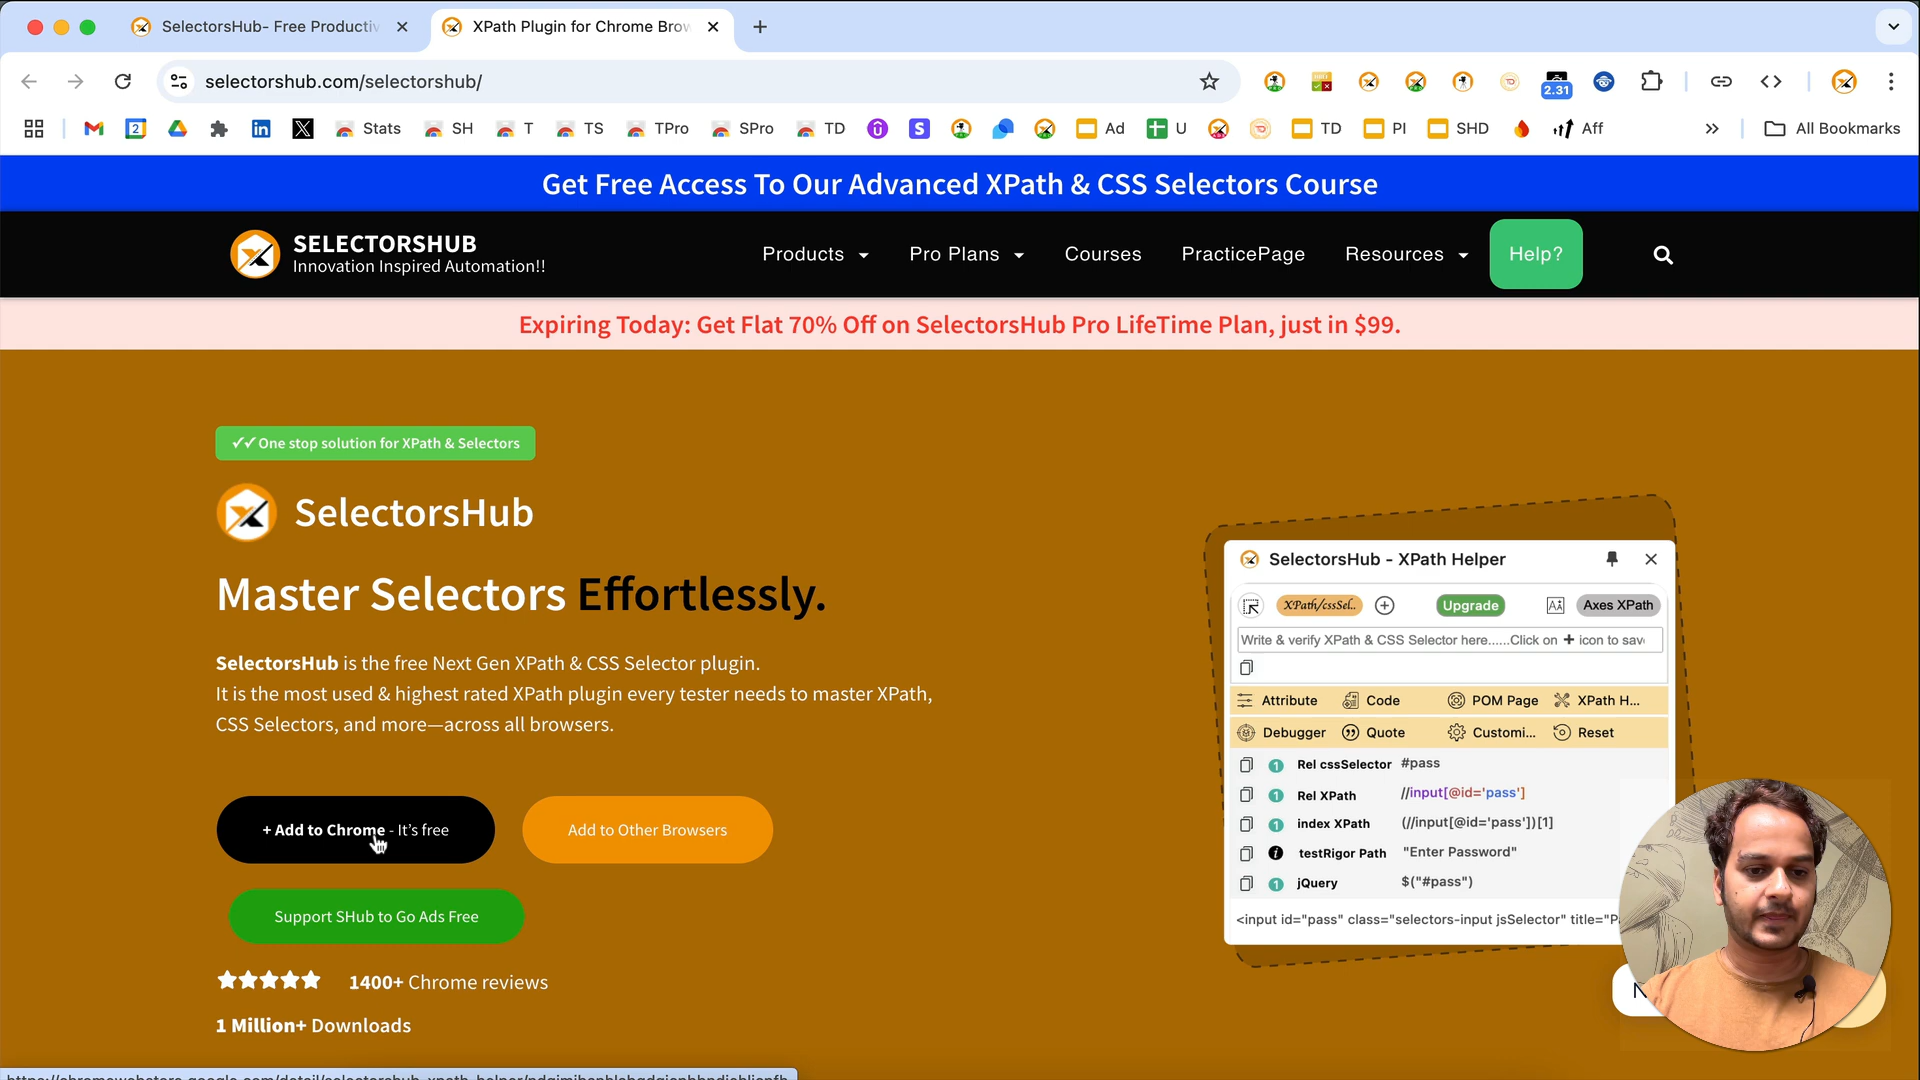 SelectorsHub- Free Productiv
XPath Plugin for Chrome Brow
selectorshub.com/selectorshub/
2.31
2
Stats
SH
T
TS
TPro
SPro
TD
S
Ad
U
TD
PI
SHD
Aff
All Bookmarks
Get Free Access To Our Advanced XPath & CSS Selectors Course
SELECTORSHUB
Innovation Inspired Automation!!
Products
Pro Plans
Courses
PracticePage
Resources
Help?
Expiring Today: Get Flat 70% Off on SelectorsHub Pro LifeTime Plan, just in $99.
✓✓One stop solution for XPath & Selectors
SelectorsHub
Master Selectors Effortlessly.
SelectorsHub is the free Next Gen XPath & CSS Selector plugin.
It is the most used & highest rated XPath plugin every tester needs to master XPath,
CSS Selectors, and more—across all browsers.
+ Add to Chrome - It's free
Add to Other Browsers
Support SHub to Go Ads Free
1400+ Chrome reviews
1 Million+ Downloads
SelectorsHub - XPath Helper
XPath/cssSel..
Upgrade
Axes XPath
Write & verify XPath & CSS Selector here......Click on + icon to save
Attribute
Code
POM Page
XPath H...
Debugger
Quote
Customi...
Reset
1 Rel cssSelector #pass
1 Rel XPath //input[@id='pass']
1 index XPath (//input[@id='pass'])[1]
testRigor Path "Enter Password"
1 jQuery $("#pass")
<input id="pass" class="selectors-input jsSelector" title="P